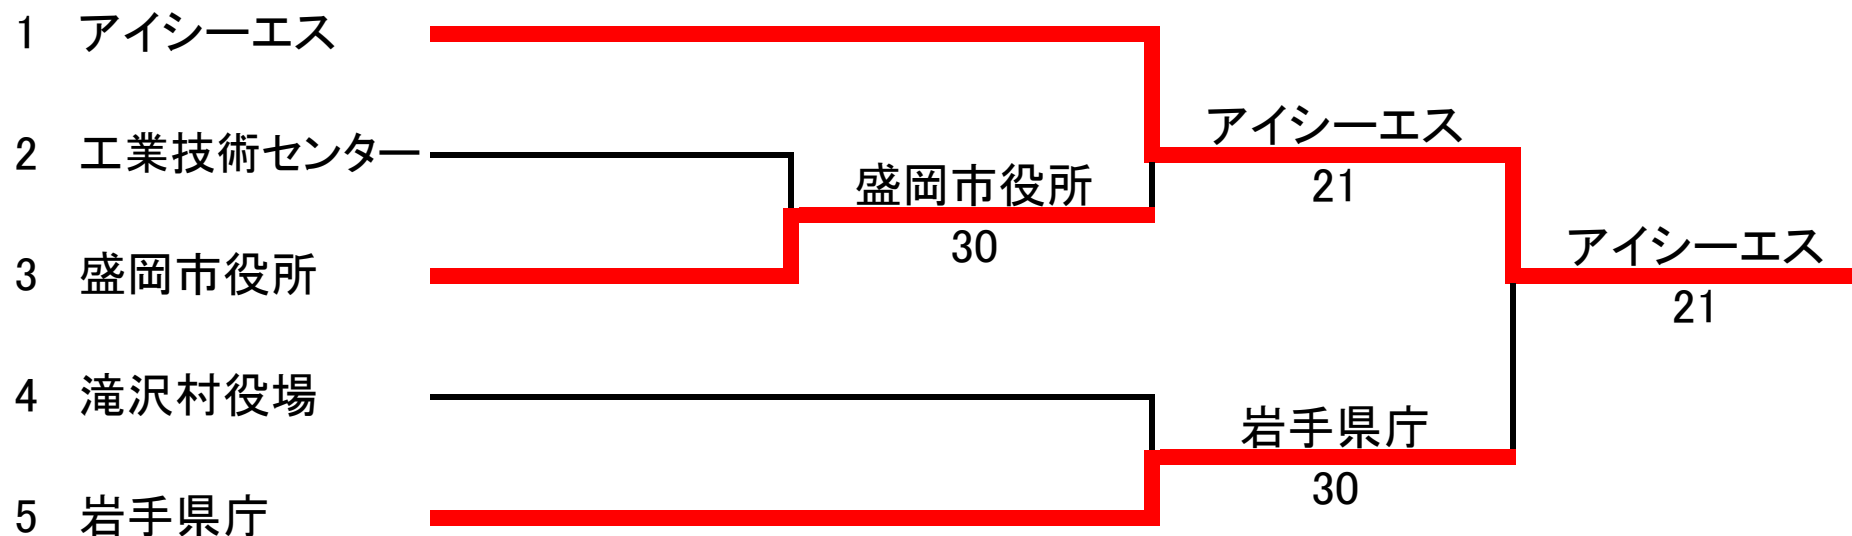 1 アイシーエス
アイシーエス
2 工業技術センター
盛岡市役所
21
30
アイシーエス
3 盛岡市役所
21
4 滝沢村役場
岩手県庁
30
5 岩手県庁